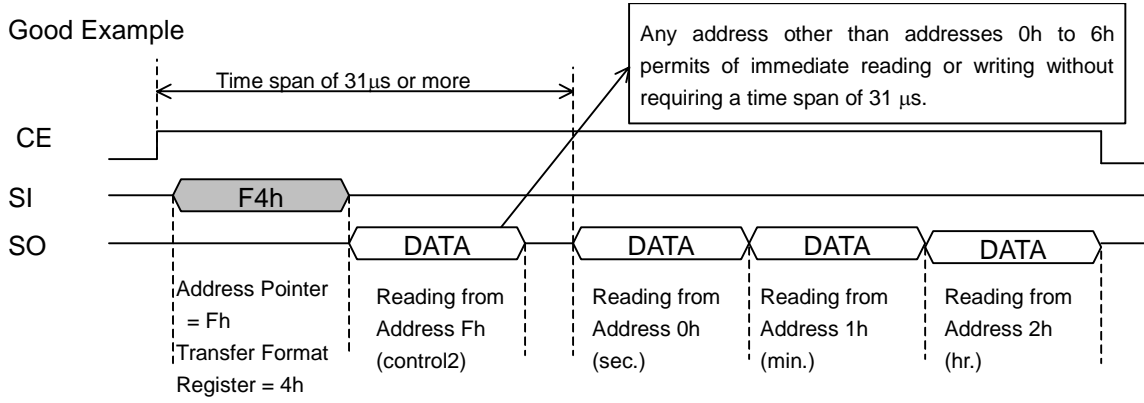 Good Example
Any address other than addresses 0h to 6h
permits of immediate reading or writing without
requiring a time span of 31 μs.
Time span of 31μs or more
CE
SI
F4h
SO
DATA
DATA
DATA
DATA
Address Pointer
= Fh
Transfer Format
Register = 4h
Reading from
Address Fh
(control2)
Reading from
Address 0h
(sec.)
Reading from
Address 1h
(min.)
Reading from
Address 2h
(hr.)